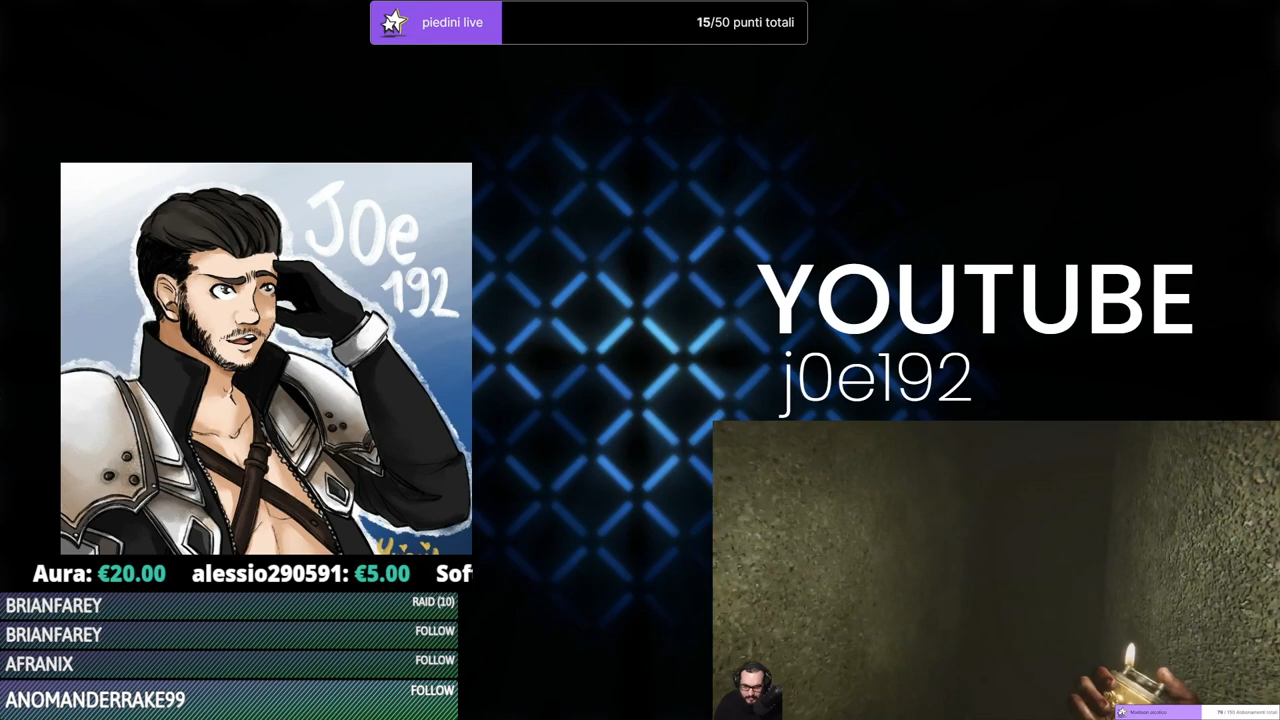 piedini live
15/50 punti totali
JOe
192
YOUTUBE
j0e192
Aura: €20.00 alessio290591: €5.00 Sof
BRIANFAREY RAID (10)
BRIANFAREY FOLLOW
AFRANIX FOLLOW
ANOMANDERRAKE99 FOLLOW